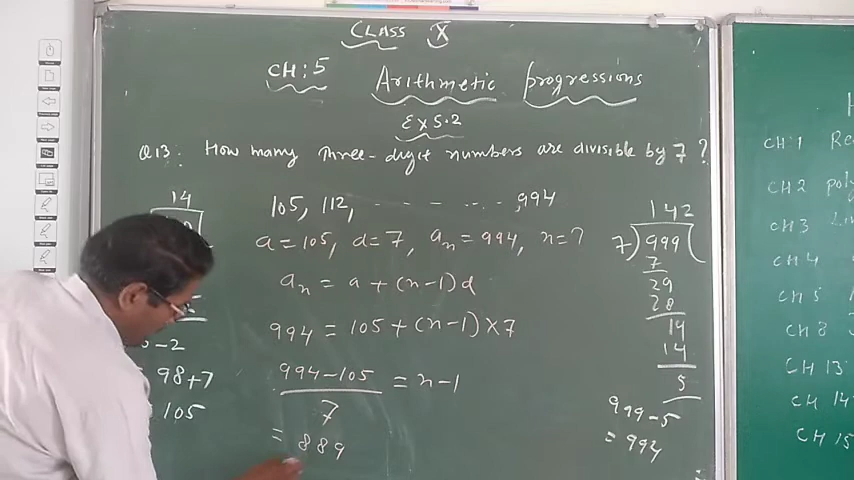 CLASS X
CH:5 Arithmetic progressions
Ex 5.2
Q13: How many Three-digit numbers are divisible by 7 ?
14
105, 112, - - - - - - - , 994
a = 105, d = 7, an = 994, n = ?
an = a + (n-1) d
994 = 105 + (n-1) × 7
994-105 / 7 = n-1
= 889
-2
98+7
105
142
7) 999 (
7
29
28
19
14
5
999-5
= 994
CH:1
CH 2
CH 3
CH 4
CH 5
CH 8
CH 13
CH 14
CH 15